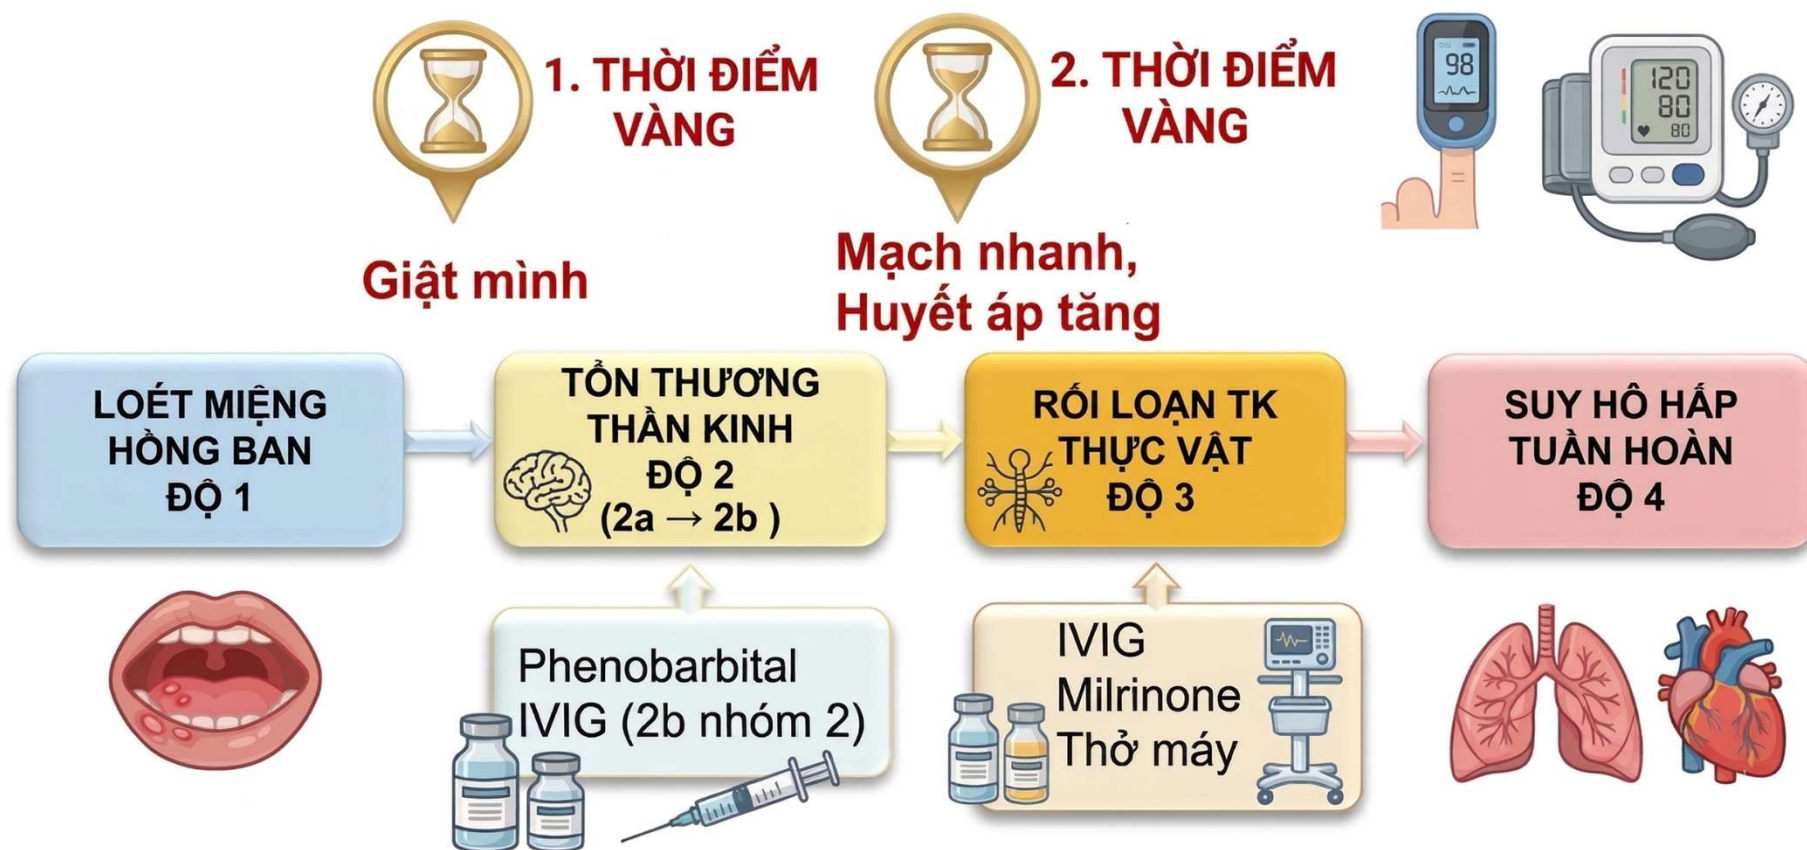 1. THỜI ĐIỂM
VÀNG
2. THỜI ĐIỂM
VÀNG
98
120
80
80
Giật mình
Mạch nhanh,
Huyết áp tăng
LOÉT MIỆNG
HỒNG BAN
ĐỘ 1
TỔN THƯƠNG
THẦN KINH
ĐỘ 2
(2a → 2b )
RỐI LOẠN TK
THỰC VẬT
ĐỘ 3
SUY HÔ HẤP
TUẦN HOÀN
ĐỘ 4
Phenobarbital
IVIG (2b nhóm 2)
IVIG
Milrinone
Thở máy